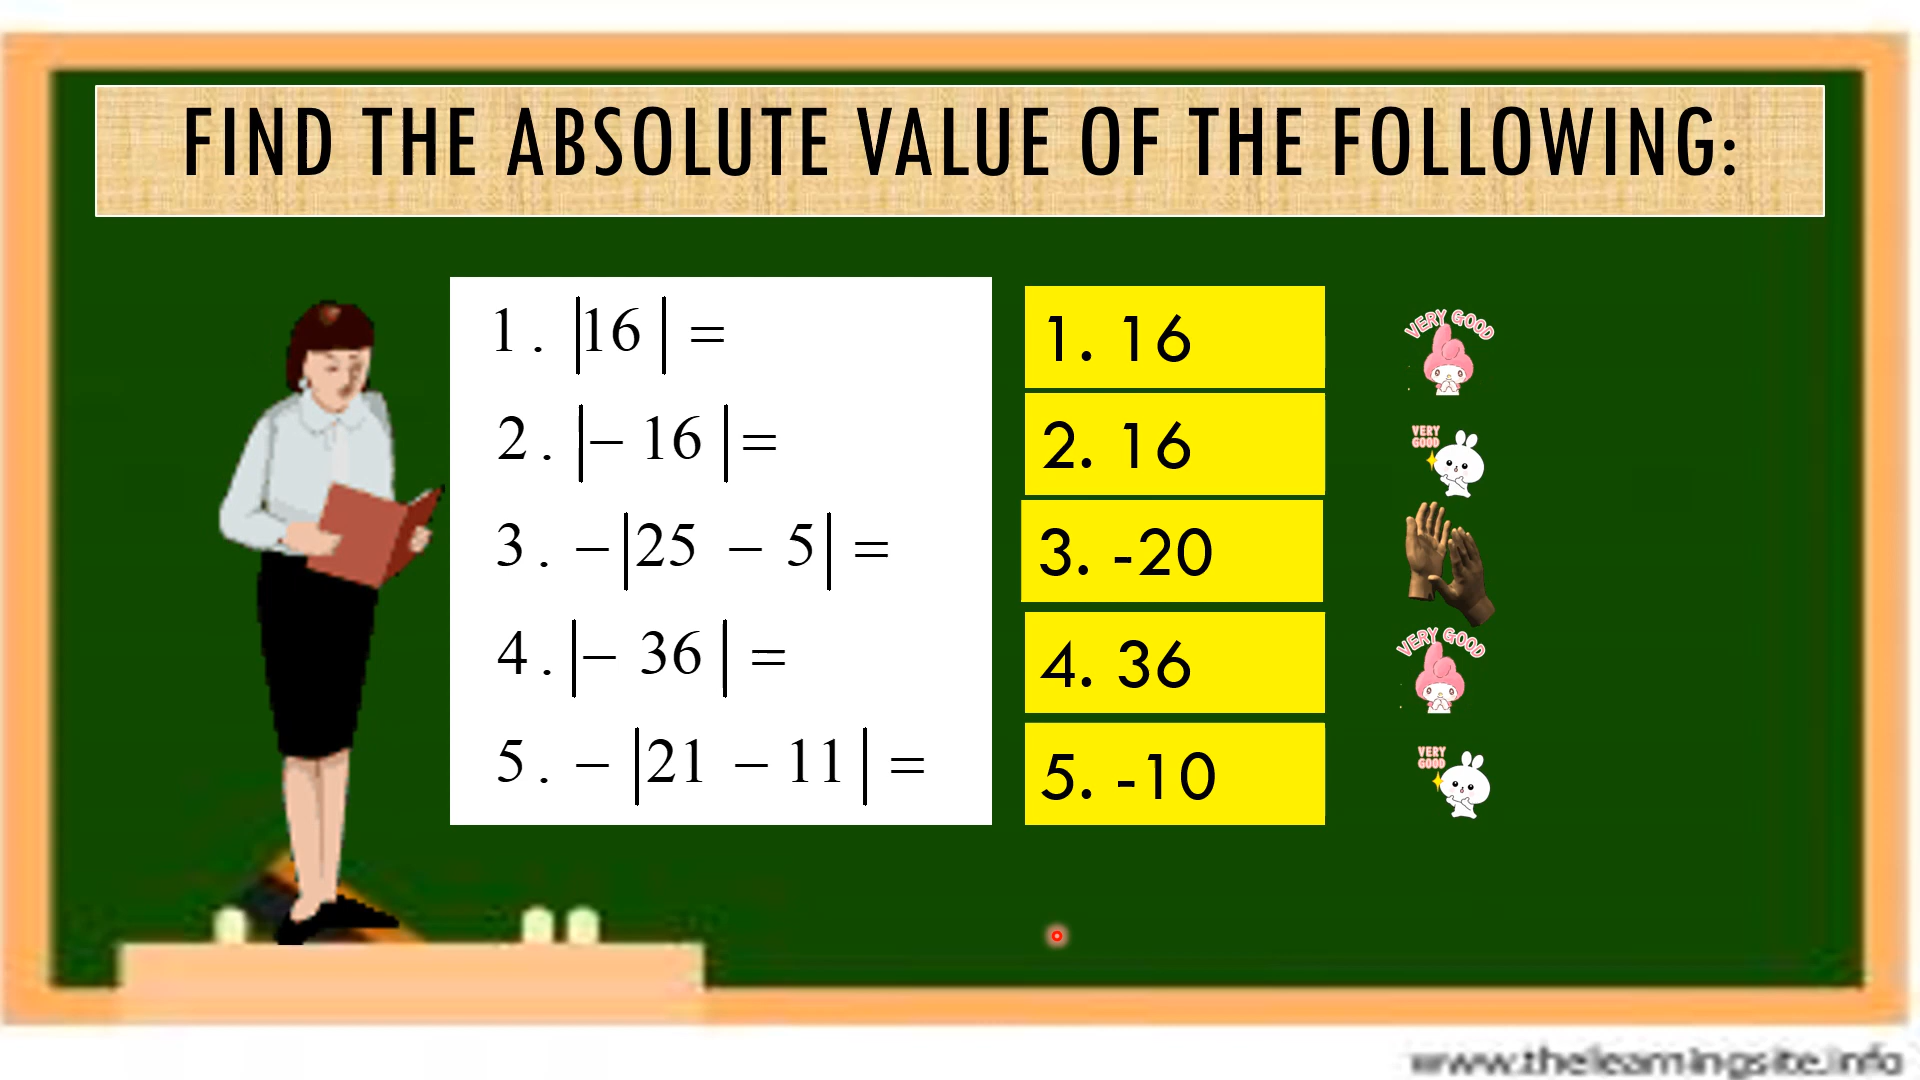 FIND THE ABSOLUTE VALUE OF THE FOLLOWING:
1. |16| =
2. |− 16| =
3. −|25 − 5| =
4. |− 36| =
5. − |21 − 11| =
1. 16
2. 16
3. -20
4. 36
5. -10
VERY GOOD
VERY
GOOD
VERY GOOD
VERY
GOOD
www.thelearningsite.info